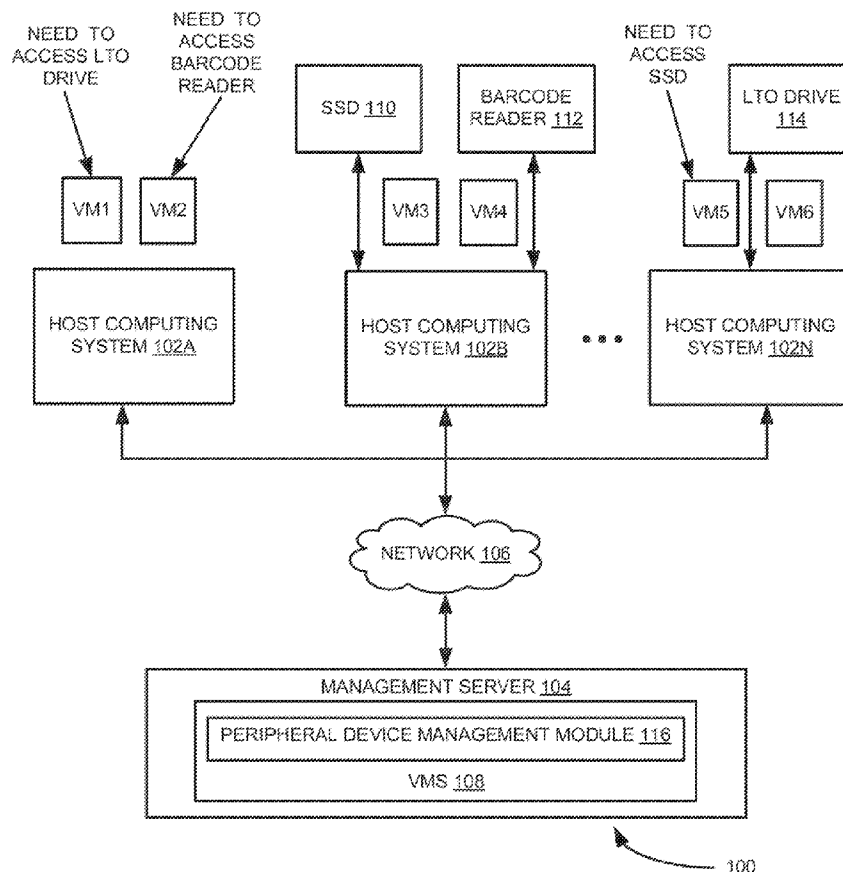 NEED TO
ACCESS LTO
DRIVE
NEED TO
ACCESS
BARCODE
READER
SSD 110
BARCODE
READER 112
NEED TO
ACCESS
SSD
LTO DRIVE
114
VM1
VM2
VM3
VM4
VM5
VM6
HOST COMPUTING
SYSTEM 102A
HOST COMPUTING
SYSTEM 102B
HOST COMPUTING
SYSTEM 102N
NETWORK 106
MANAGEMENT SERVER 104
PERIPHERAL DEVICE MANAGEMENT MODULE 116
VMS 108
100